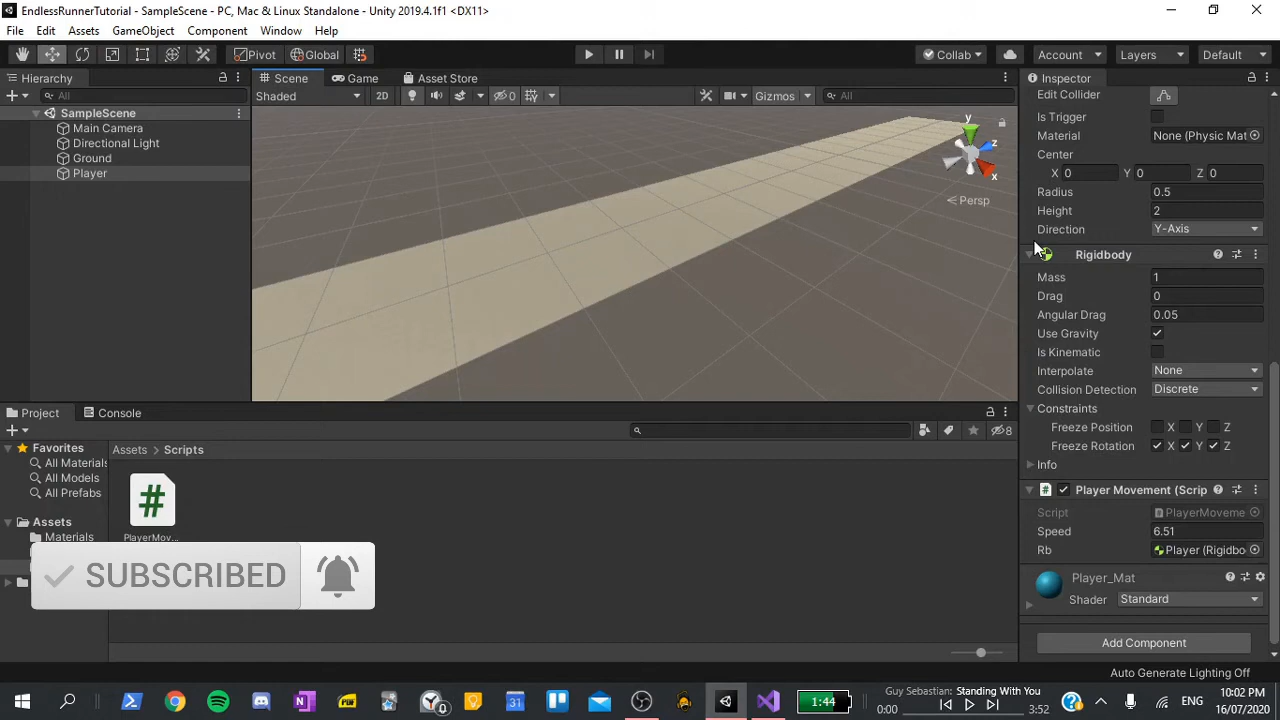 EndlessRunnerTutorial - SampleScene - PC, Mac & Linux Standalone - Unity 2019.4.1f1 <DX11>
File Edit Assets GameObject Component Window Help
Pivot Global Collab Account Layers Default
Hierarchy
All
SampleScene
Main Camera
Directional Light
Ground
Player
Scene Game Asset Store
Shaded 2D 0 Gizmos All
y
z
x
Persp
Inspector
Edit Collider
Is Trigger
Material None (Physic Mat
Center
X 0 Y 0 Z 0
Radius 0.5
Height 2
Direction Y-Axis
Rigidbody
Mass 1
Drag 0
Angular Drag 0.05
Use Gravity
Is Kinematic
Interpolate None
Collision Detection Discrete
Constraints
Freeze Position X Y Z
Freeze Rotation X Y Z
Info
# Player Movement (Scrip
Script PlayerMoveme
Speed 6.51
Rb Player (Rigidbo
Player_Mat
Shader Standard
Add Component
Auto Generate Lighting Off
Project Console
8
Favorites
All Materials
All Models
All Prefabs
Assets
Materials
Assets > Scripts
#
PlayerMov...
SUBSCRIBED
1:44
Guy Sebastian: Standing With You
0:00 3:52
ENG
10:02 PM
16/07/2020